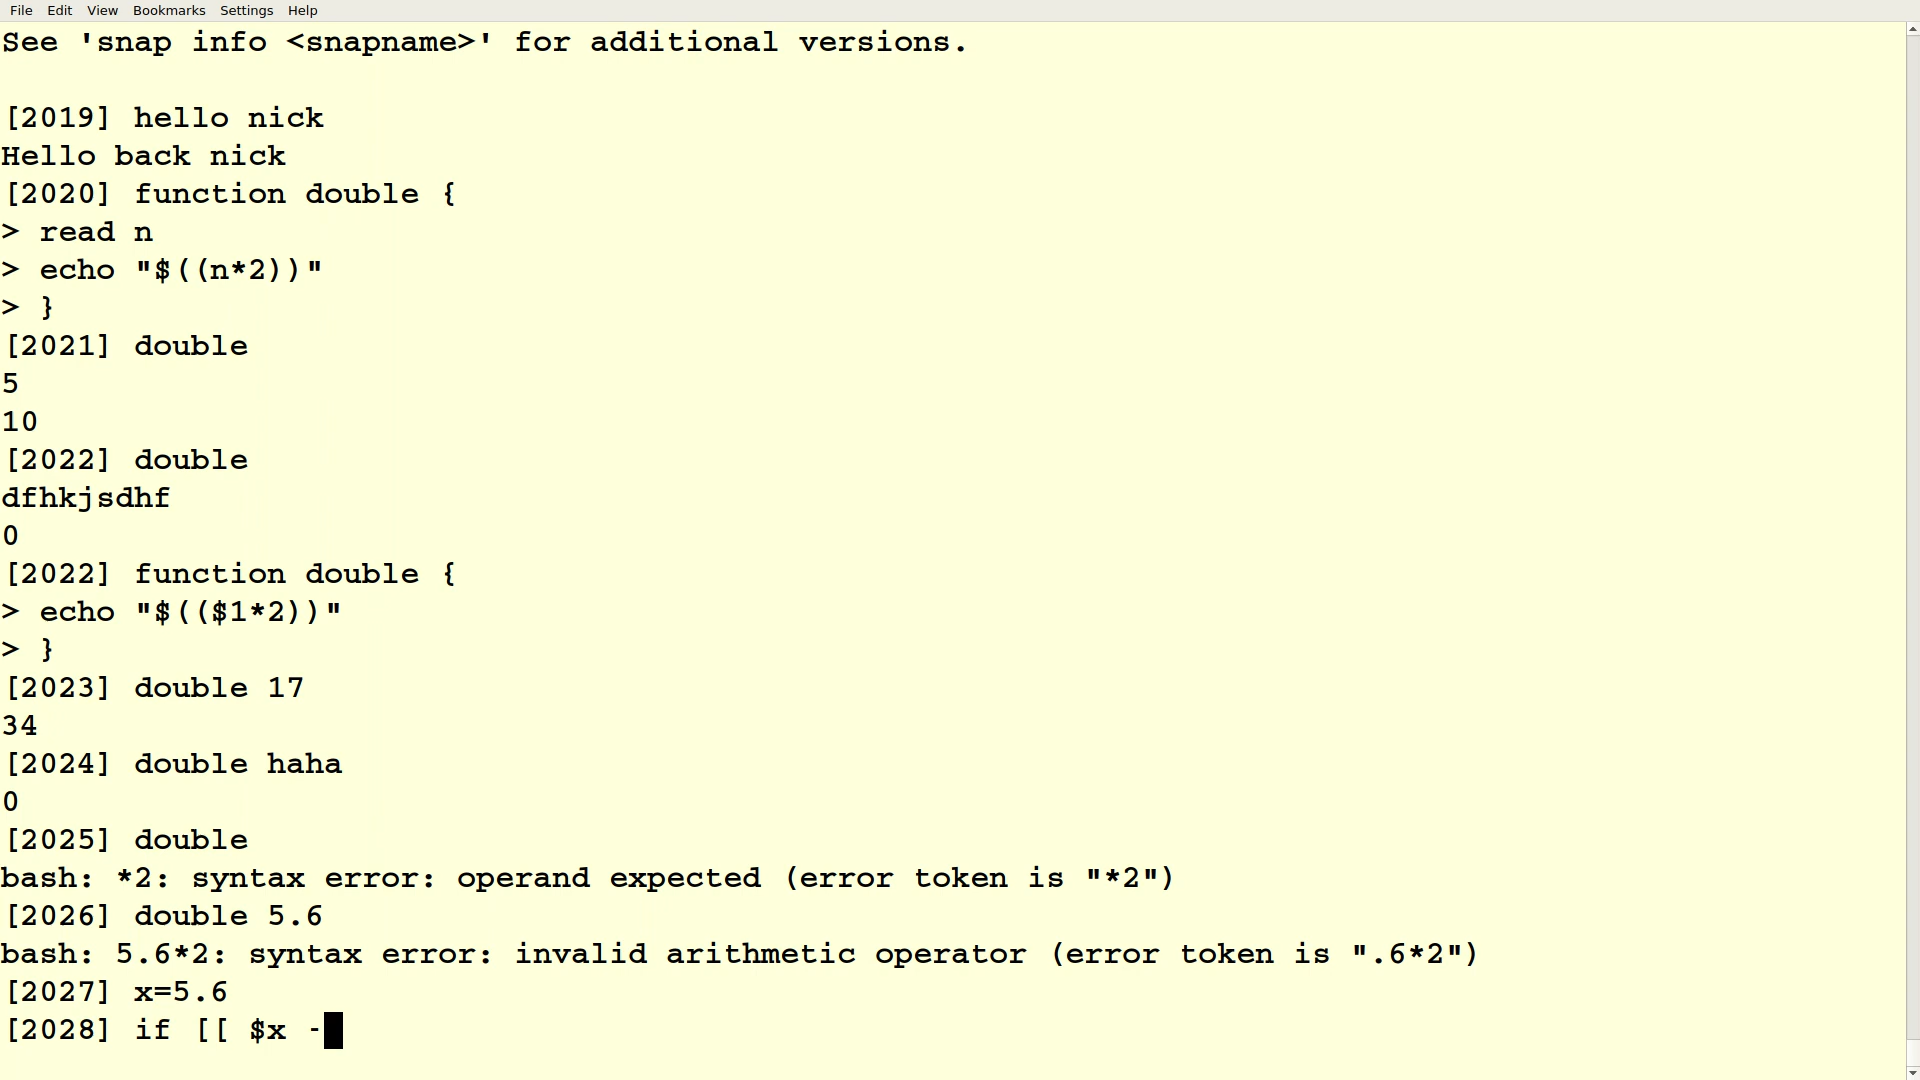 File Edit View Bookmarks Settings Help
See 'snap info <snapname>' for additional versions.
[2019] hello nick
Hello back nick
[2020] function double {
> read n
> echo "$((n*2))"
> }
[2021] double
5
10
[2022] double
dfhkjsdhf
0
[2022] function double {
> echo "$(($1*2))"
> }
[2023] double 17
34
[2024] double haha
0
[2025] double
bash: *2: syntax error: operand expected (error token is "*2")
[2026] double 5.6
bash: 5.6*2: syntax error: invalid arithmetic operator (error token is ".6*2")
[2027] x=5.6
[2028] if [[ $x -